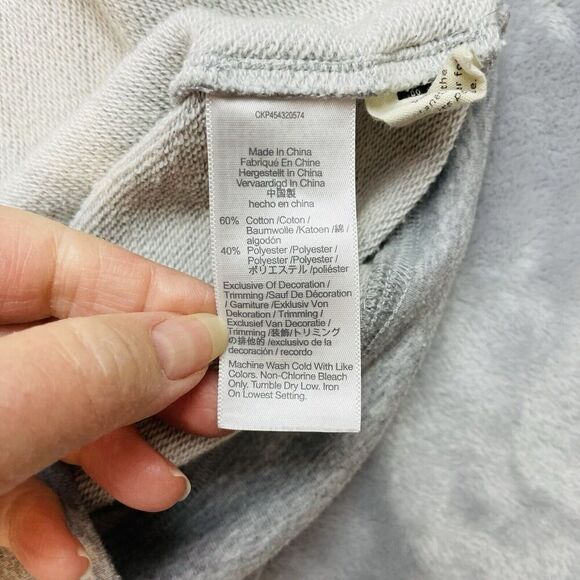 CKP454320574
Made In China
Fabriqué En Chine
Hergestellt In China
Vervaardigd In China
中国製
hecho en china
60% Cotton /Coton /
Baumwolle /Katoen /綿 /
algodón
40% Polyester /Polyester /
Polyester /Polyester /
ポリエステル /poliéster
Exclusive Of Decoration /
Trimming /Sauf De Décoration
/ Garniture /Exklusiv Von
Dekoration / Trimming /
Exclusief Van Decoratie /
Trimming /装飾/トリミング
の排他的 /exclusivo de la
decoración / recordo
Machine Wash Cold With Like
Colors. Non-Chlorine Bleach
Only. Tumble Dry Low. Iron
On Lowest Setting.
the
our